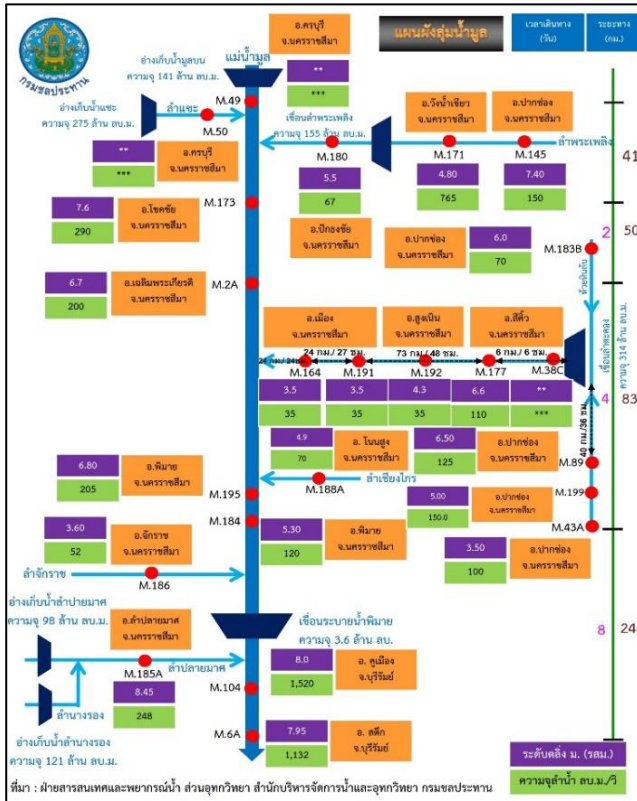 กรมชลประทาน
อ่างเก็บน้ำมูลบน
ความจุ 141 ล้าน ลบ.ม.
แม่น้ำมูล
อ.ครบุรี
จ.นครราชสีมา
**
***
แผนผังลุ่มน้ำมูล
เวลาเดินทาง
(วัน)
ระยะทาง
(กม.)
อ่างเก็บน้ำแซะ
ความจุ 275 ล้าน ลบ.ม.
ลำแซะ
M.49
M.50
อ.ครบุรี
จ.นครราชสีมา
**
***
เขื่อนลำพระเพลิง
ความจุ 155 ล้วน ลบ.ม.
อ.วังน้ำเขียว
จ.นครราชสีมา
อ.ปากช่อง
จ.นครราชสีมา
ลำพระเพลิง
M.180
M.171
M.145
5.5
67
4.80
765
7.40
150
41
7.6
290
อ.โชคชัย
จ.นครราชสีมา
M.173
อ.ปักธงชัย
จ.นครราชสีมา
อ.ปากช่อง
จ.นครราชสีมา
6.0
70
M.183B
2
50
6.7
200
อ.เฉลิมพระเกียรติ
จ.นครราชสีมา
M.2A
เขื่อนลำตะคอง
ความจุ 314 ล้วน ลบ.ม.
อ.เมือง
จ.นครราชสีมา
อ.สูงเนิน
จ.นครราชสีมา
อ.สีคิ้ว
จ.นครราชสีมา
24 กม./ 27 ชม.
73 กม./ 48 ชม.
6 กม./ 6 ชม.
M.164
M.191
M.192
M.177
M.38C
3.5
3.5
4.3
6.6
**
35
35
35
110
***
4
83
40 กม./36 ชม.
4.9
70
อ. โนนสูง
จ.นครราชสีมา
6.50
125
อ.ปากช่อง
จ.นครราชสีมา
M.89
6.80
205
อ.พิมาย
จ.นครราชสีมา
M.195
M.188A
ลำเชียงไกร
5.00
150.0
อ.ปากช่อง
จ.นครราชสีมา
M.199
M.184
M.43A
3.60
52
อ.จักราช
จ.นครราชสีมา
5.30
120
อ.พิมาย
จ.นครราชสีมา
3.50
100
อ.ปากช่อง
จ.นครราชสีมา
ลำจักราช
M.186
อ่างเก็บน้ำลำปายมาศ
ความจุ 98 ล้าน ลบ.ม.
อ.ลำปลายมาศ
จ.นครราชสีมา
เขื่อนระบายน้ำพิมาย
ความจุ 3.6 ล้าน ลบ.
8
24
ลำปลายมาศ
M.185A
8.45
248
ลำนางรอง
M.104
8.0
1,520
อ. คูเมือง
จ.บุรีรัมย์
อ่างเก็บน้ำลำนางรอง
ความจุ 121 ล้าน ลบ.ม.
M.6A
7.95
1,132
อ. สตึก
จ.บุรีรัมย์
ระดับตลิ่ง ม. (รสม.)
ความจุลำน้ำ ลบ.ม./วิ
ที่มา : ฝ่ายสารสนเทศและพยากรณ์น้ำ ส่วนอุทกวิทยา สำนักบริหารจัดการน้ำและอุทกวิทยา กรมชลประทาน